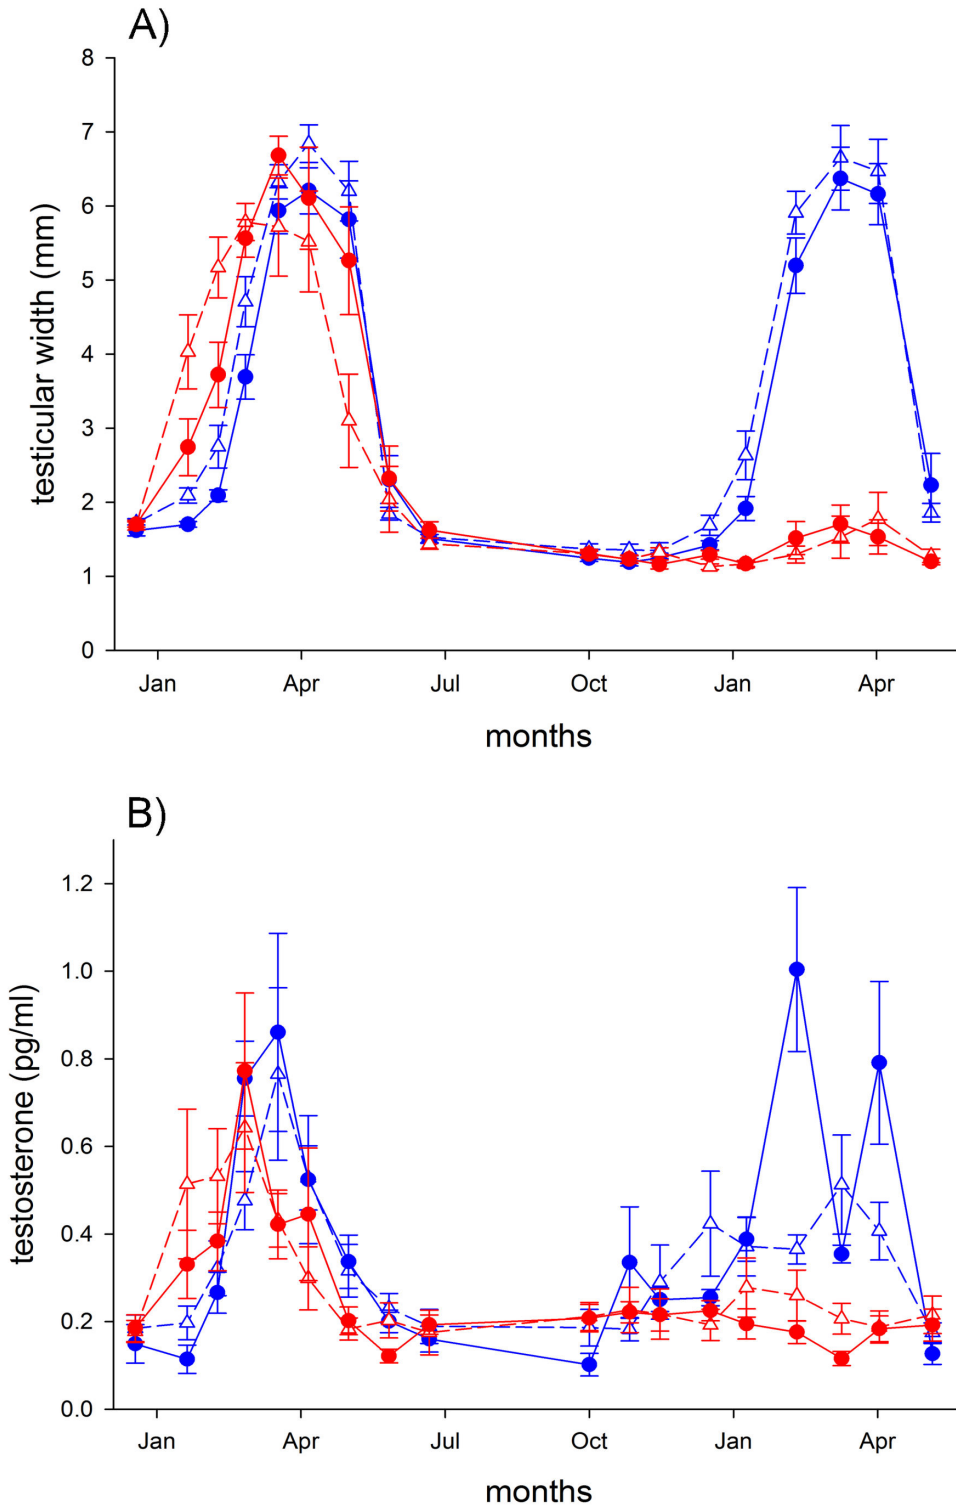 A)
8
7
6
5
4
3
2
1
0
testicular width (mm)
Jan Apr Jul Oct Jan Apr
months
B)
1.2
1.0
0.8
0.6
0.4
0.2
0.0
testosterone (pg/ml)
Jan Apr Jul Oct Jan Apr
months